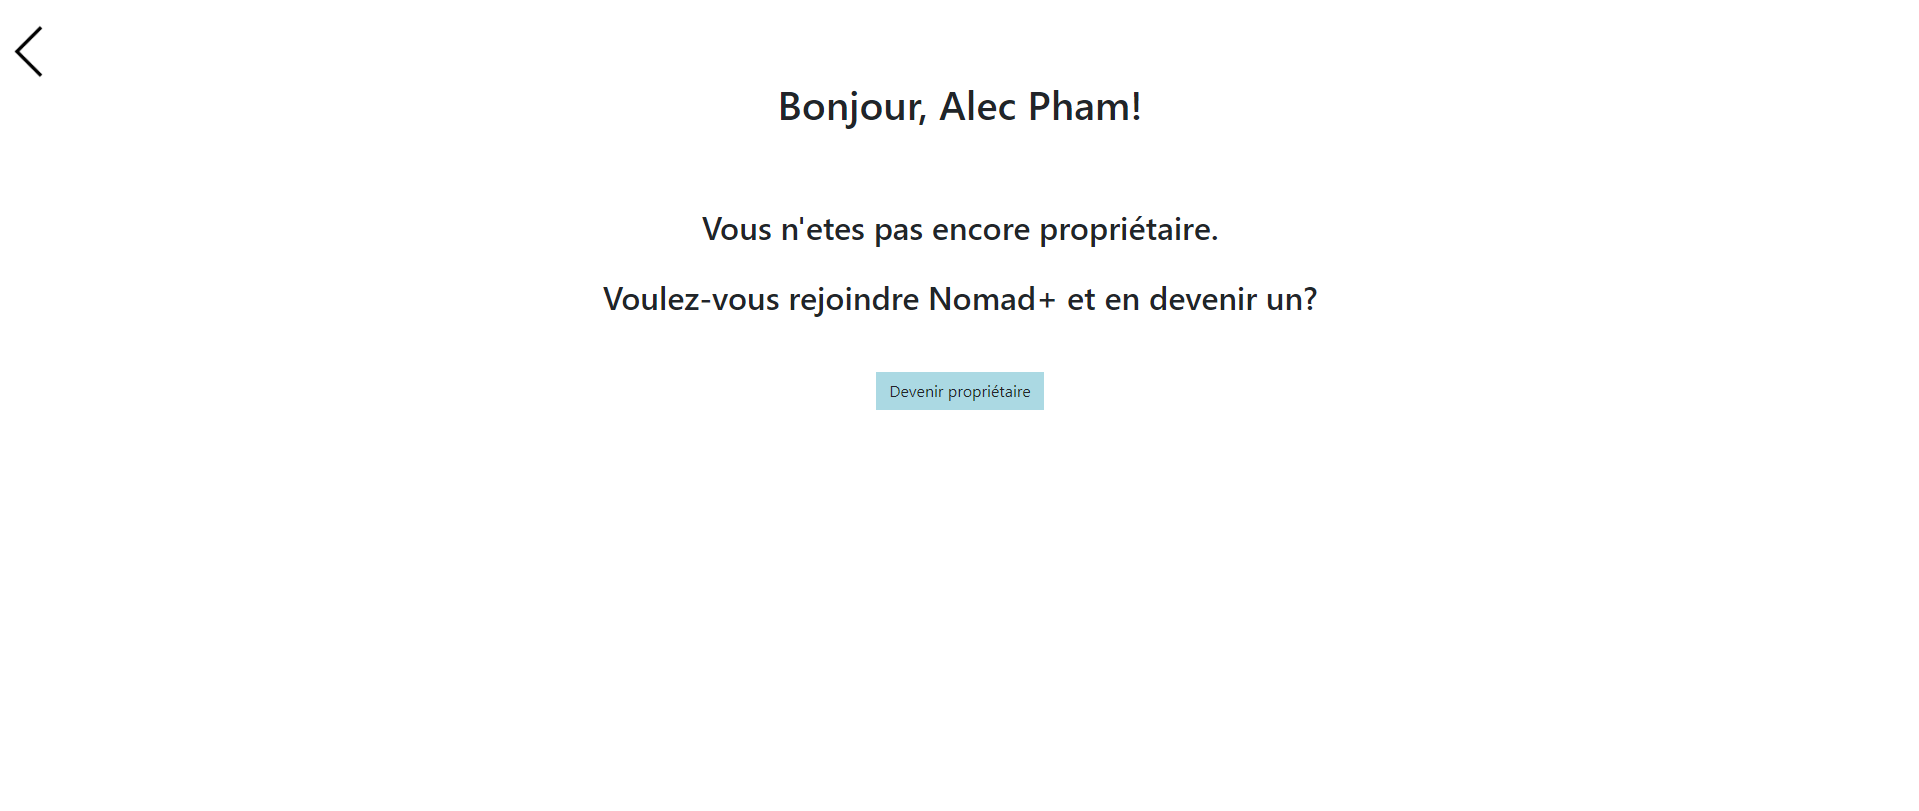 Bonjour, Alec Pham!
Vous n'etes pas encore propriétaire.
Voulez-vous rejoindre Nomad+ et en devenir un?
Devenir propriétaire